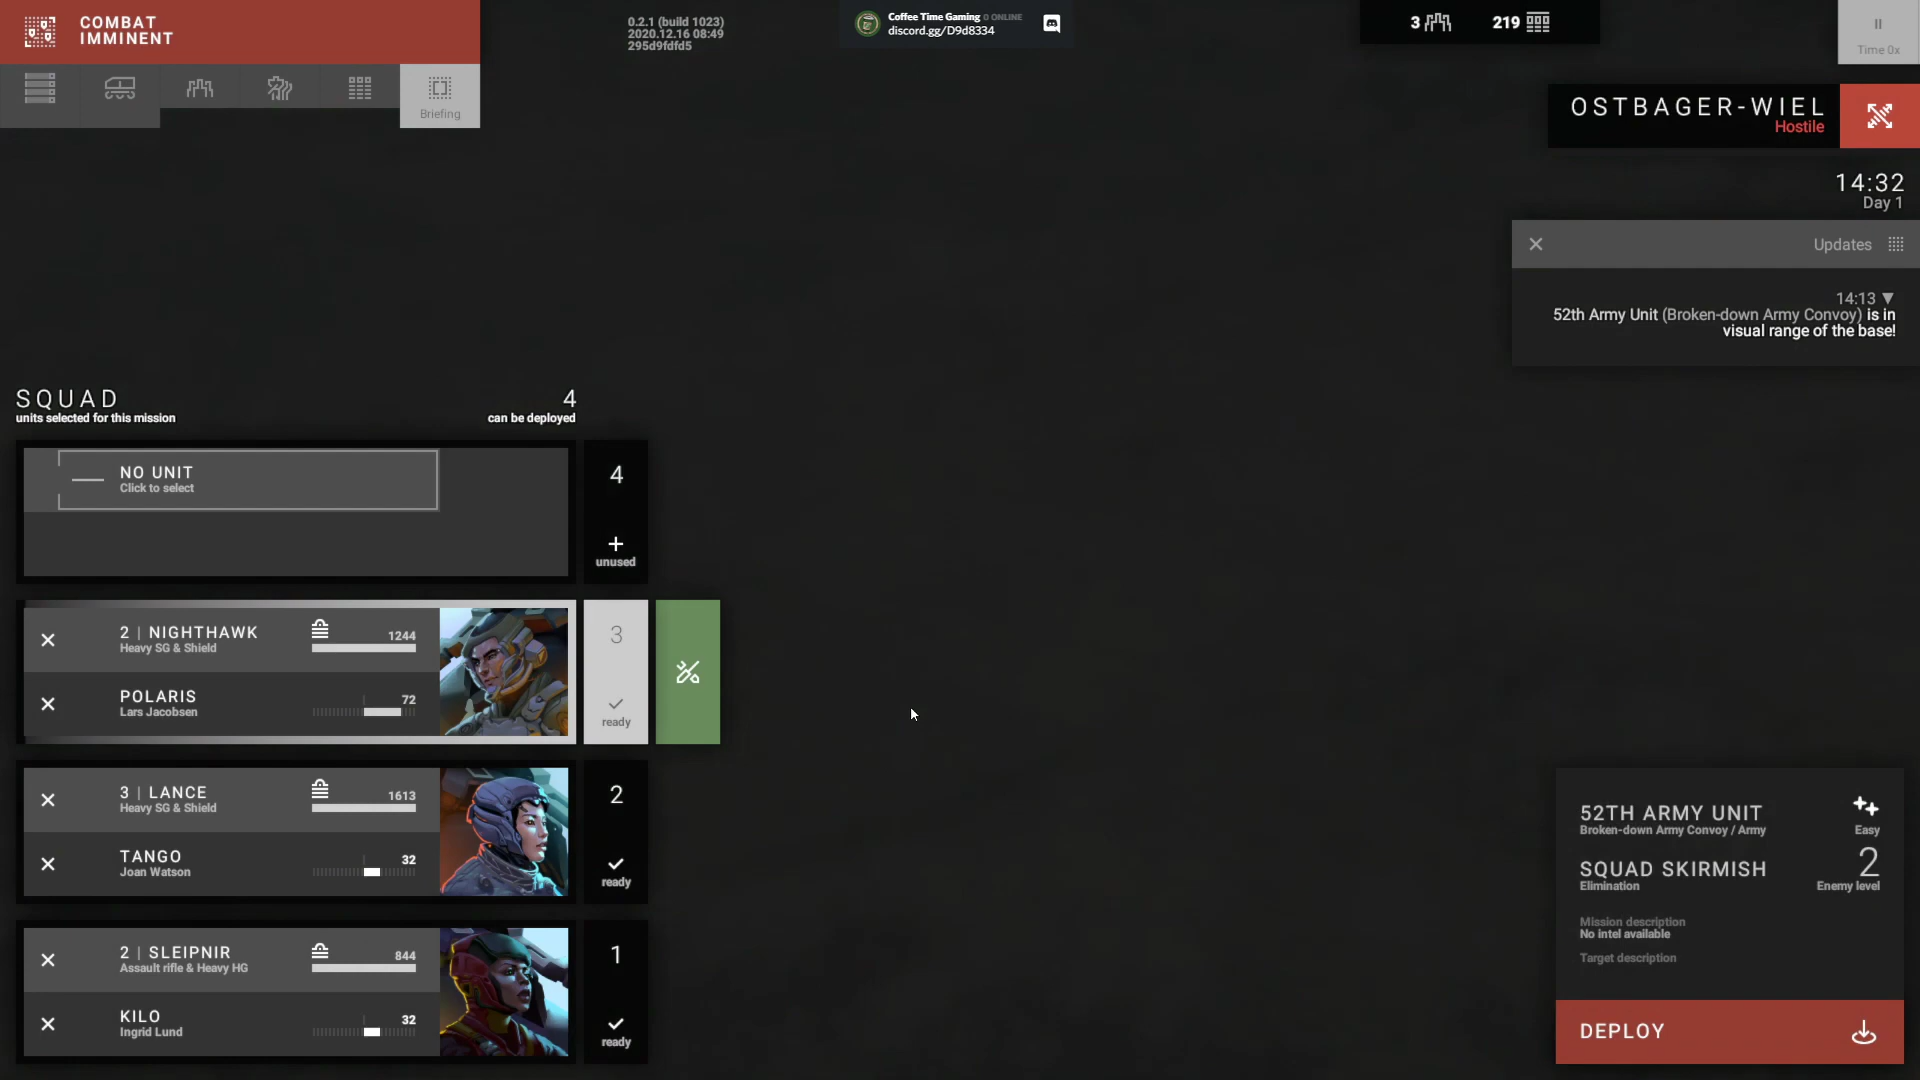 COMBAT
IMMINENT
0.2.1 (build 1023)
2020.12.16 08:49
295d9fdfd5
Coffee Time Gaming 0 ONLINE
discord.gg/D9d8334
3
219
Time 0x
Briefing
OSTBAGER-WIEL
Hostile
14:32
Day 1
Updates
14:13
52th Army Unit (Broken-down Army Convoy) is in
visual range of the base!
SQUAD
units selected for this mission
4
can be deployed
NO UNIT
Click to select
4
unused
2 | NIGHTHAWK
Heavy SG & Shield
1244
POLARIS
Lars Jacobsen
72
3
ready
3 | LANCE
Heavy SG & Shield
1613
TANGO
Joan Watson
32
2
ready
2 | SLEIPNIR
Assault rifle & Heavy HG
844
KILO
Ingrid Lund
32
1
ready
52TH ARMY UNIT
Broken-down Army Convoy / Army
Easy
SQUAD SKIRMISH
Elimination
2
Enemy level
Mission description
No intel available
Target description
DEPLOY